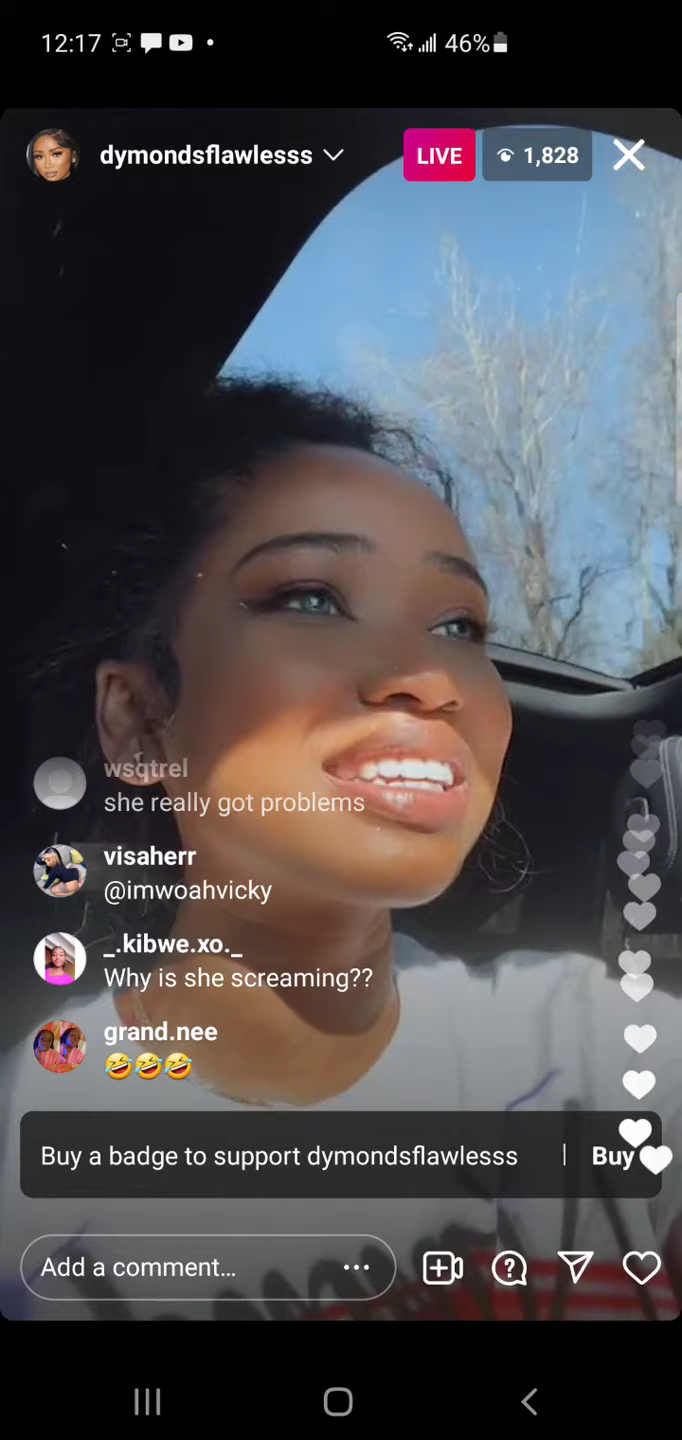 12:17
46%
dymondsflawlesss
LIVE
1,828
wsqtrel
she really got problems
visaherr
@imwoahvicky
_.kibwe.xo._
Why is she screaming??
grand.nee
🤣🤣🤣
Buy a badge to support dymondsflawlesss | Buy
Add a comment...